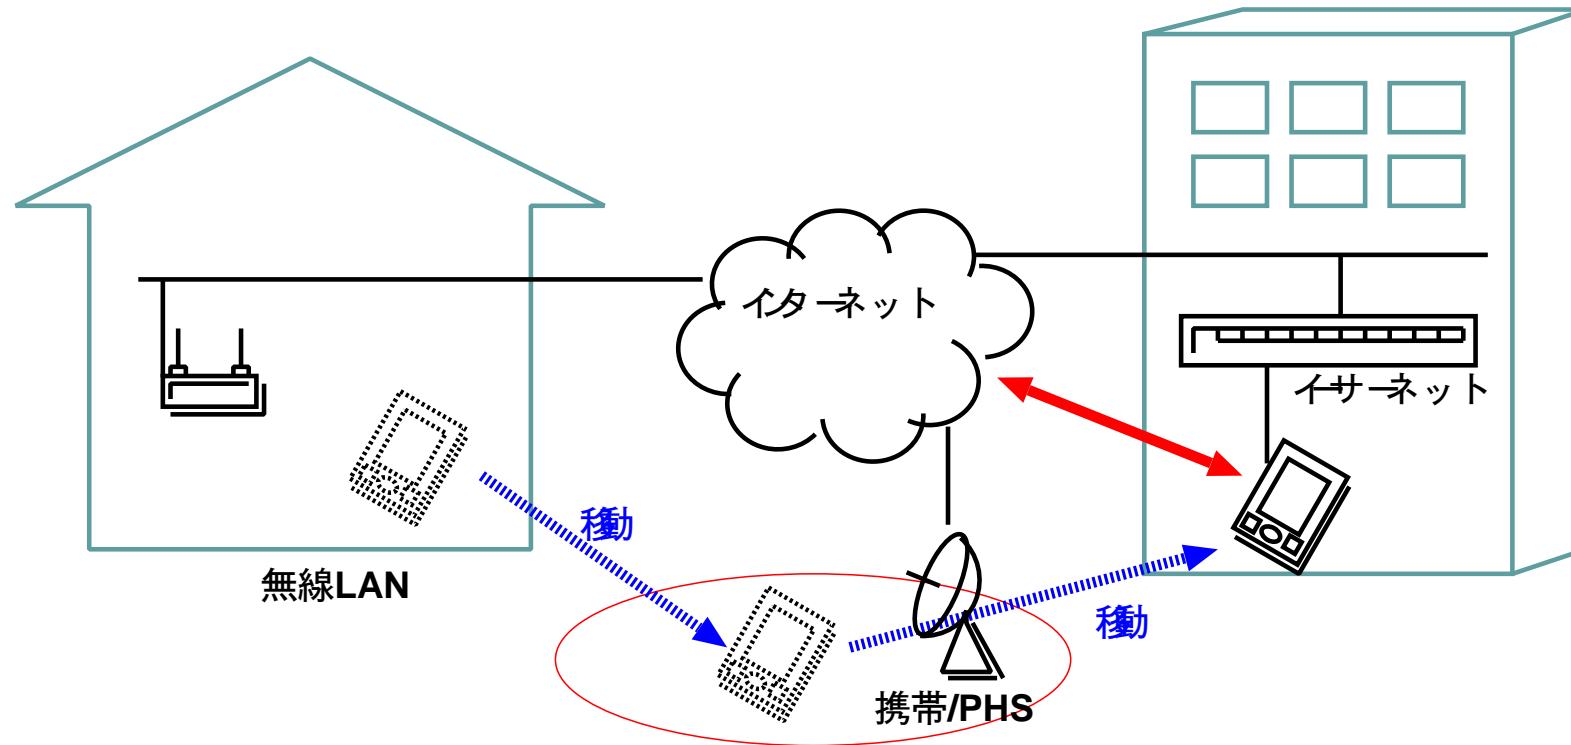 インターネット
イーサーネット
移動
無線LAN
移動
携帯/PHS